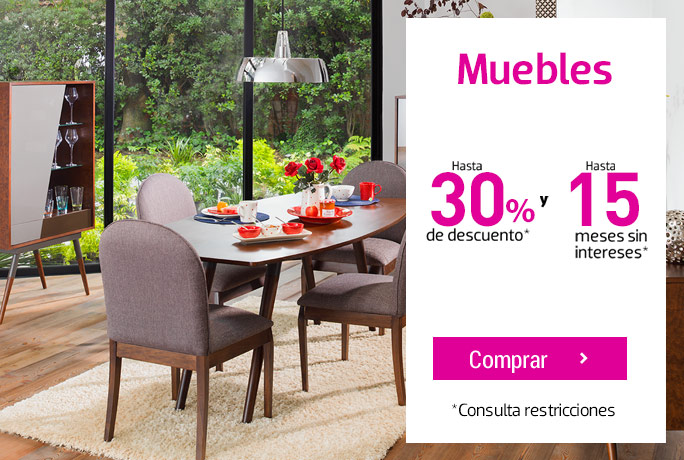 Muebles
Hasta
30%
de descuento*
y
Hasta
15
meses sin
intereses*
Comprar >
*Consulta restricciones